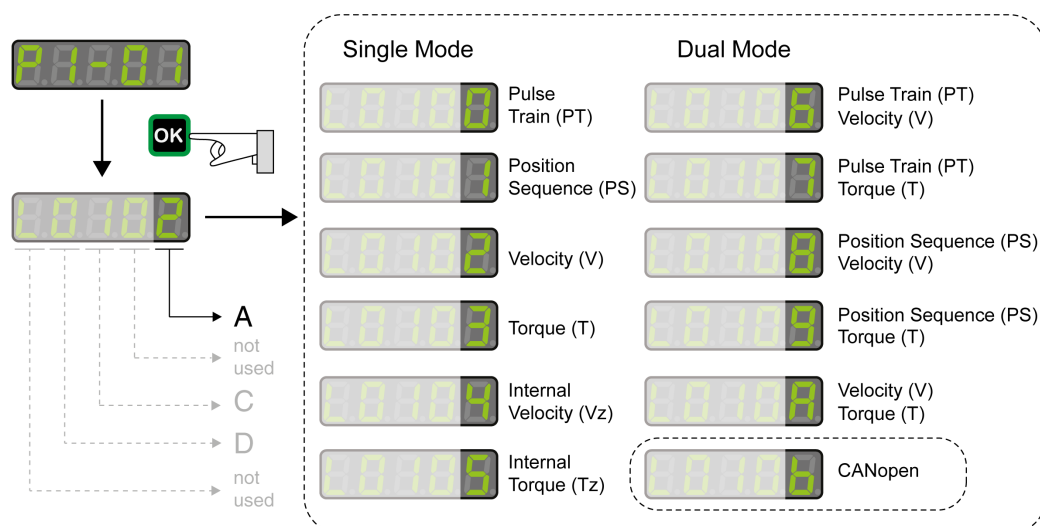 P1-01
OK
L0102
A
not
used
C
D
not
used
Single Mode
L0100
Pulse
Train (PT)
L0101
Position
Sequence (PS)
L0102
Velocity (V)
L0103
Torque (T)
L0104
Internal
Velocity (Vz)
L0105
Internal
Torque (Tz)
Dual Mode
L0106
Pulse Train (PT)
Velocity (V)
L0107
Pulse Train (PT)
Torque (T)
L0108
Position Sequence (PS)
Velocity (V)
L0109
Position Sequence (PS)
Torque (T)
L010A
Velocity (V)
Torque (T)
L010b
CANopen